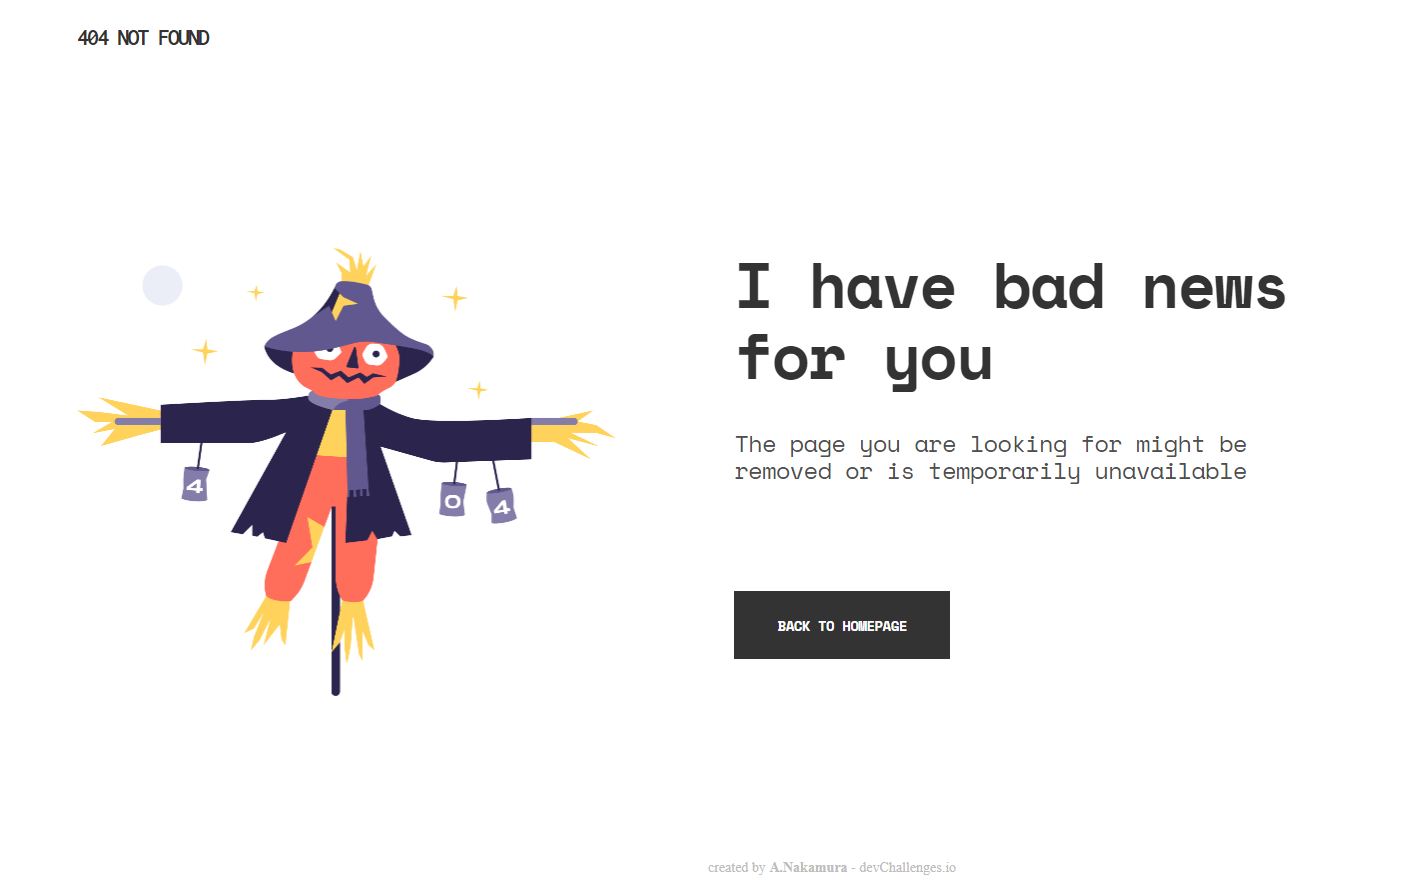 404 NOT FOUND
I have bad news
for you
The page you are looking for might be
removed or is temporarily unavailable
4
0
4
BACK TO HOMEPAGE
created by A.Nakamura - devChallenges.io